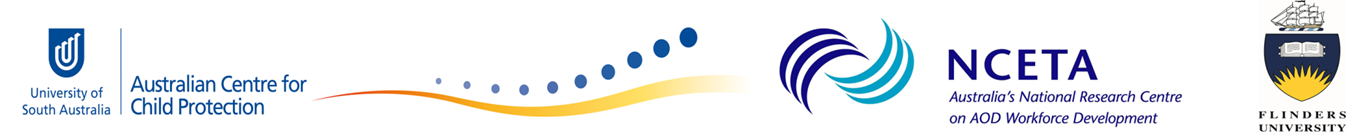 University of
South Australia
Australian Centre for
Child Protection
NCETA
Australia's National Research Centre
on AOD Workforce Development
FLINDERS
UNIVERSITY